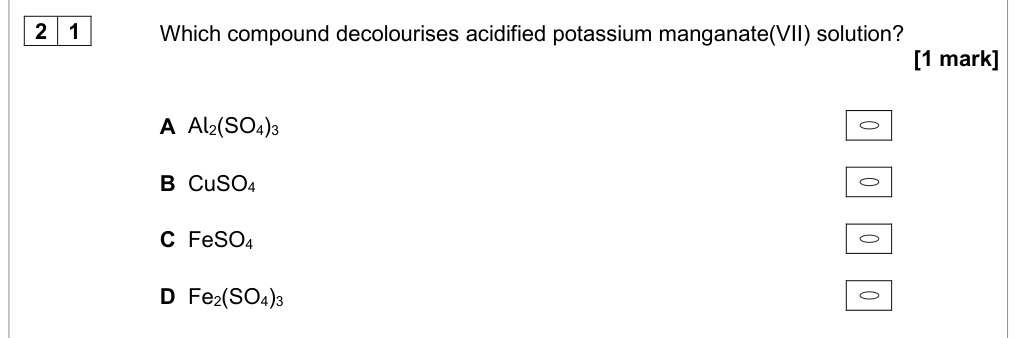 2 1 Which compound decolourises acidified potassium manganate(VII) solution?
[1 mark]
A Al₂(SO₄)₃
B CuSO₄
C FeSO₄
D Fe₂(SO₄)₃